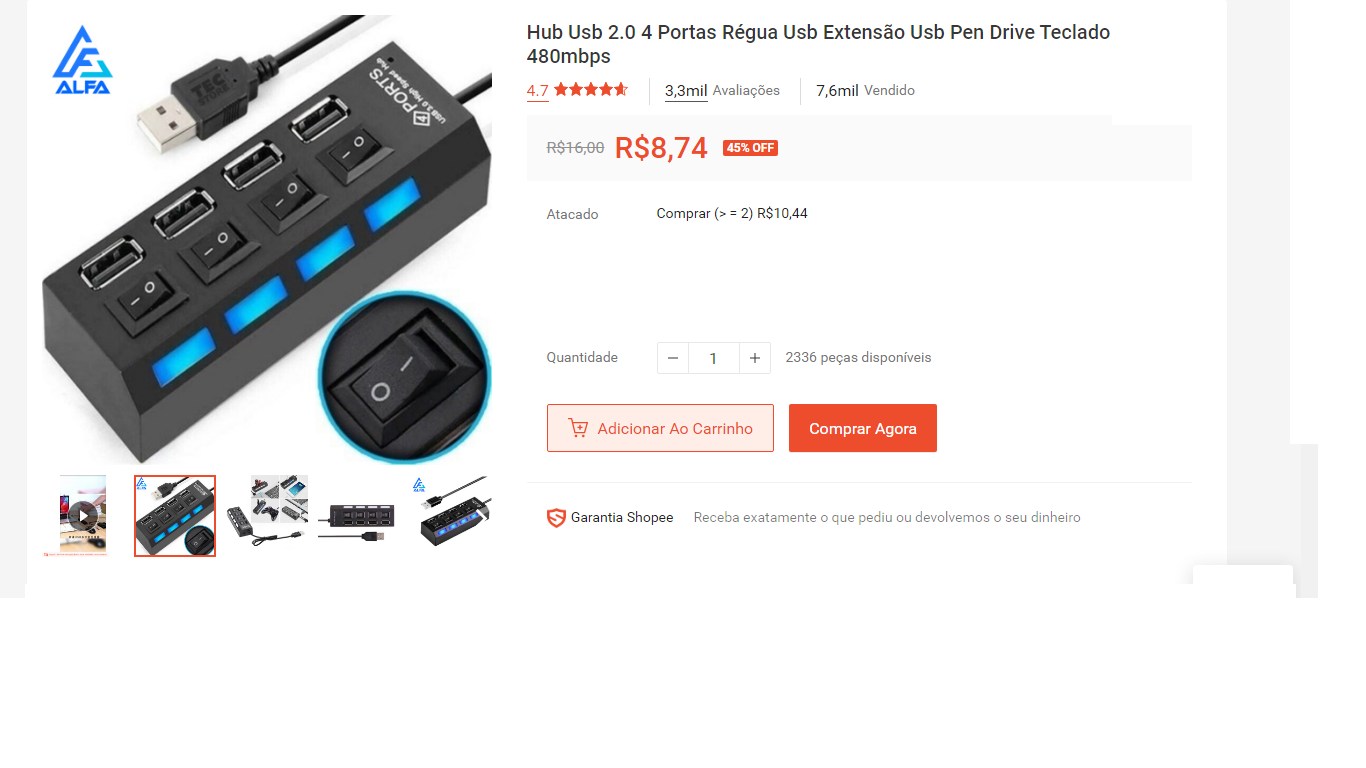 ALFA
TEC
STORE
4 PORTS
USB 2.0 High Speed Hub
Hub Usb 2.0 4 Portas Régua Usb Extensão Usb Pen Drive Teclado
480mbps
4.7
3,3mil Avaliações
7,6mil Vendido
R$16,00 R$8,74 45% OFF
Atacado Comprar (> = 2) R$10,44
Quantidade − 1 + 2336 peças disponíveis
Adicionar Ao Carrinho Comprar Agora
Garantia Shopee Receba exatamente o que pediu ou devolvemos o seu dinheiro
ALFA
ALFA